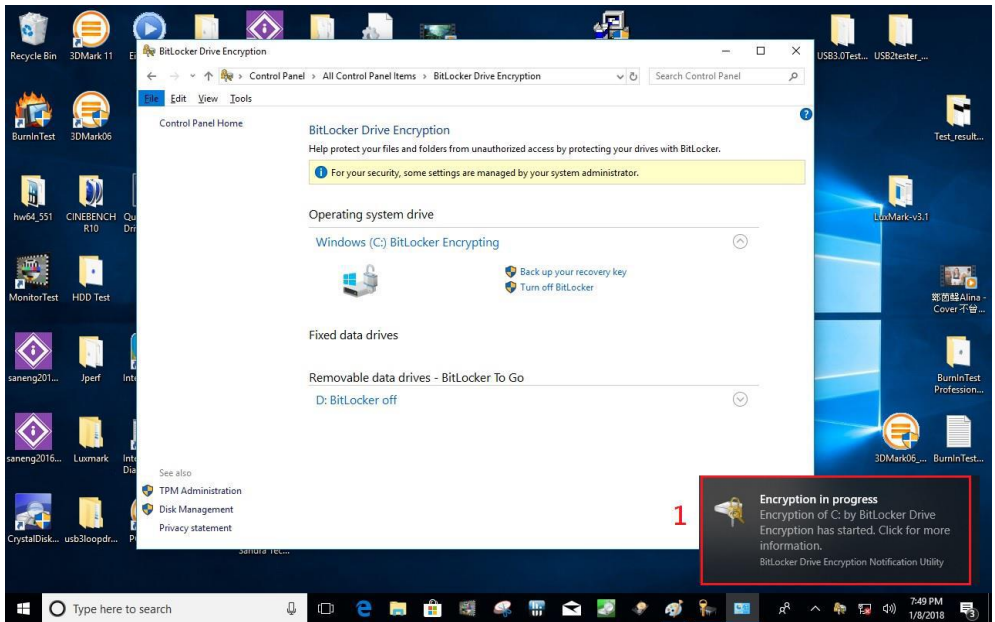 Recycle Bin
3DMark 11
USB3.0Test...
USB2tester_...
BitLocker Drive Encryption
Control Panel > All Control Panel Items > BitLocker Drive Encryption
Search Control Panel
File Edit View Tools
Control Panel Home
BitLocker Drive Encryption
Help protect your files and folders from unauthorized access by protecting your drives with BitLocker.
For your security, some settings are managed by your system administrator.
BurnInTest
3DMark06
Test_result...
Operating system drive
hw64_551
CINEBENCH
R10
LuxMark-v3.1
Windows (C:) BitLocker Encrypting
Back up your recovery key
Turn off BitLocker
MonitorTest
HDD Test
Cover不曾...
Fixed data drives
Removable data drives - BitLocker To Go
D: BitLocker off
saneng201...
Jperf
BurnInTest
Profession...
saneng2016...
Luxmark
3DMark06_...
BurnInTest...
See also
TPM Administration
Disk Management
Privacy statement
CrystalDisk...
usb3loopdr...
1
Encryption in progress
Encryption of C: by BitLocker Drive
Encryption has started. Click for more
information.
BitLocker Drive Encryption Notification Utility
Type here to search
7:49 PM
1/8/2018
3